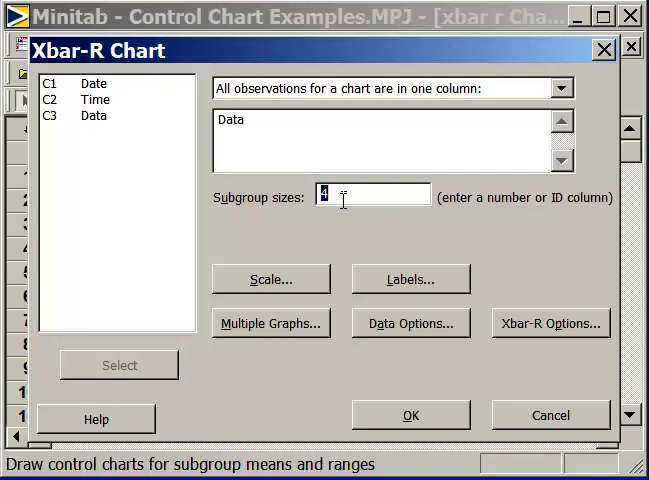 Minitab - Control Chart Examples.MPJ - [xbar r Cha...
Xbar-R Chart
C1 Date
C2 Time
C3 Data
All observations for a chart are in one column:
Data
Subgroup sizes: 4 (enter a number or ID column)
Scale... Labels...
Multiple Graphs... Data Options... Xbar-R Options...
Select
Help OK Cancel
Draw control charts for subgroup means and ranges